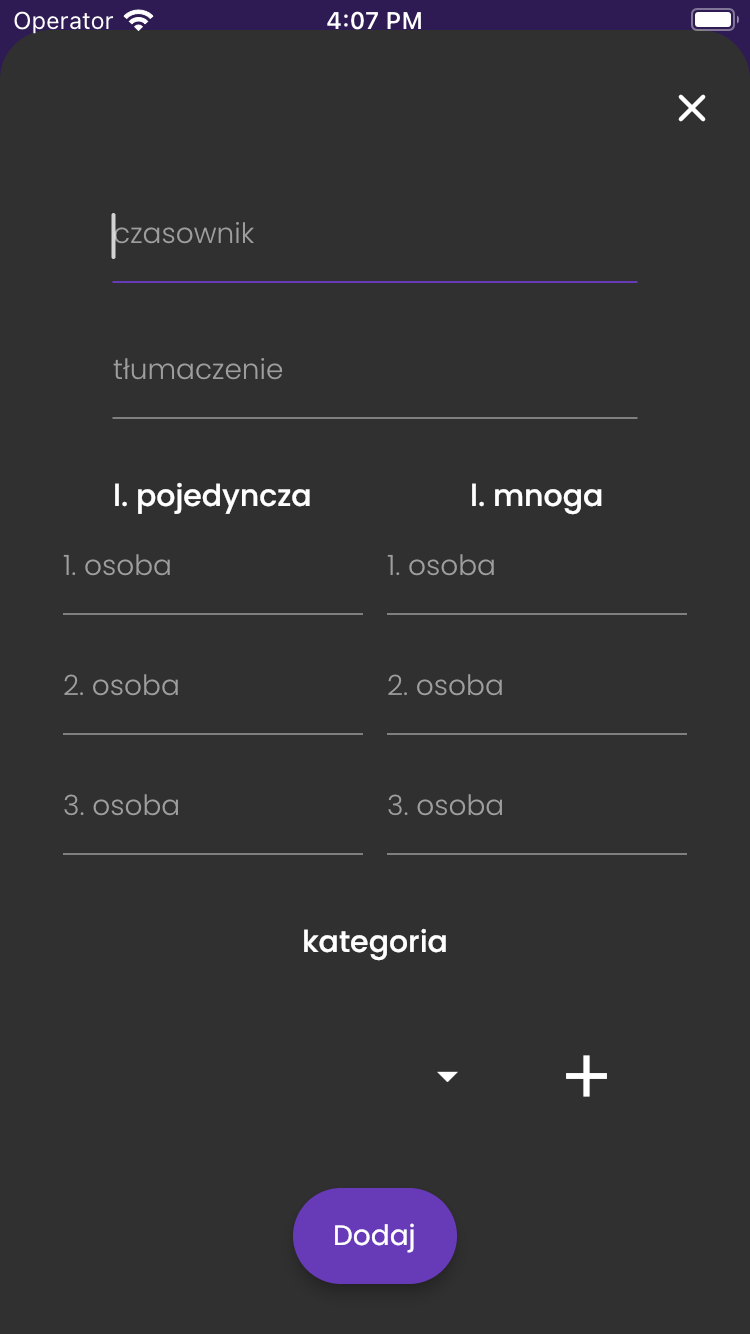 Operator 4:07 PM
czasownik
tłumaczenie
l. pojedyncza l. mnoga
1. osoba 1. osoba
2. osoba 2. osoba
3. osoba 3. osoba
kategoria
Dodaj